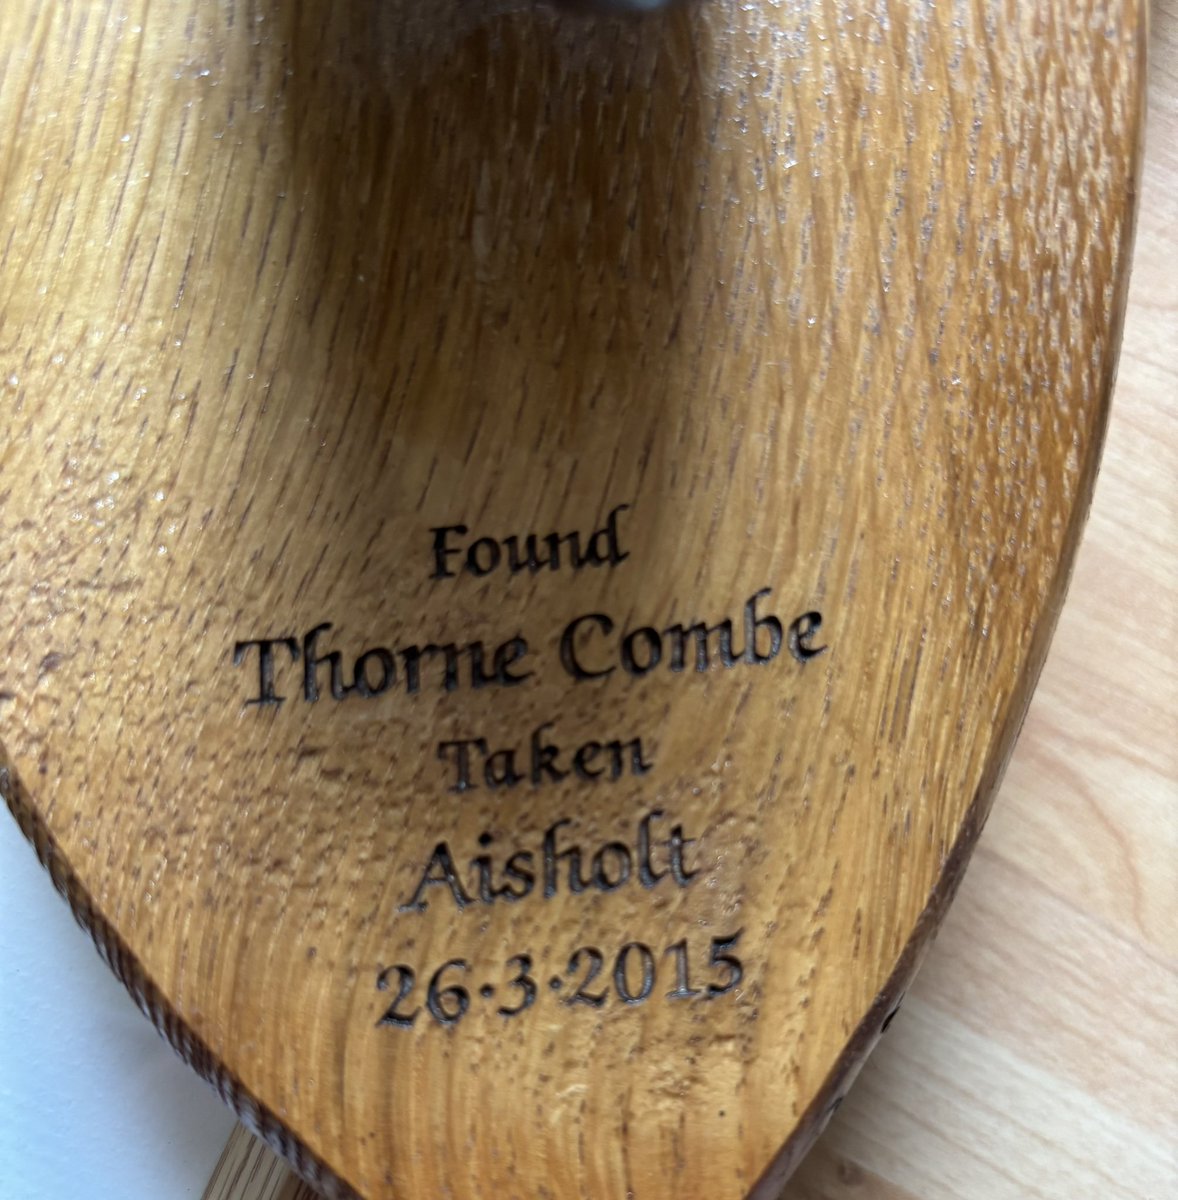 Found
Thorne Combe
Taken
Aisholt
26·3·2015